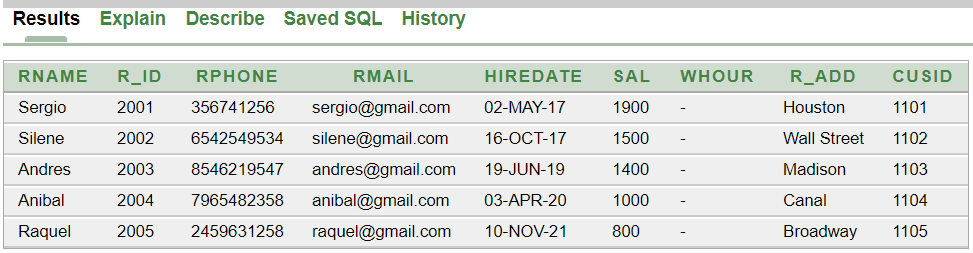 Results Explain Describe Saved SQL History
RNAME R_ID RPHONE RMAIL HIREDATE SAL WHOUR R_ADD CUSID
Sergio 2001 356741256 sergio@gmail.com 02-MAY-17 1900 - Houston 1101
Silene 2002 6542549534 silene@gmail.com 16-OCT-17 1500 - Wall Street 1102
Andres 2003 8546219547 andres@gmail.com 19-JUN-19 1400 - Madison 1103
Anibal 2004 7965482358 anibal@gmail.com 03-APR-20 1000 - Canal 1104
Raquel 2005 2459631258 raquel@gmail.com 10-NOV-21 800 - Broadway 1105